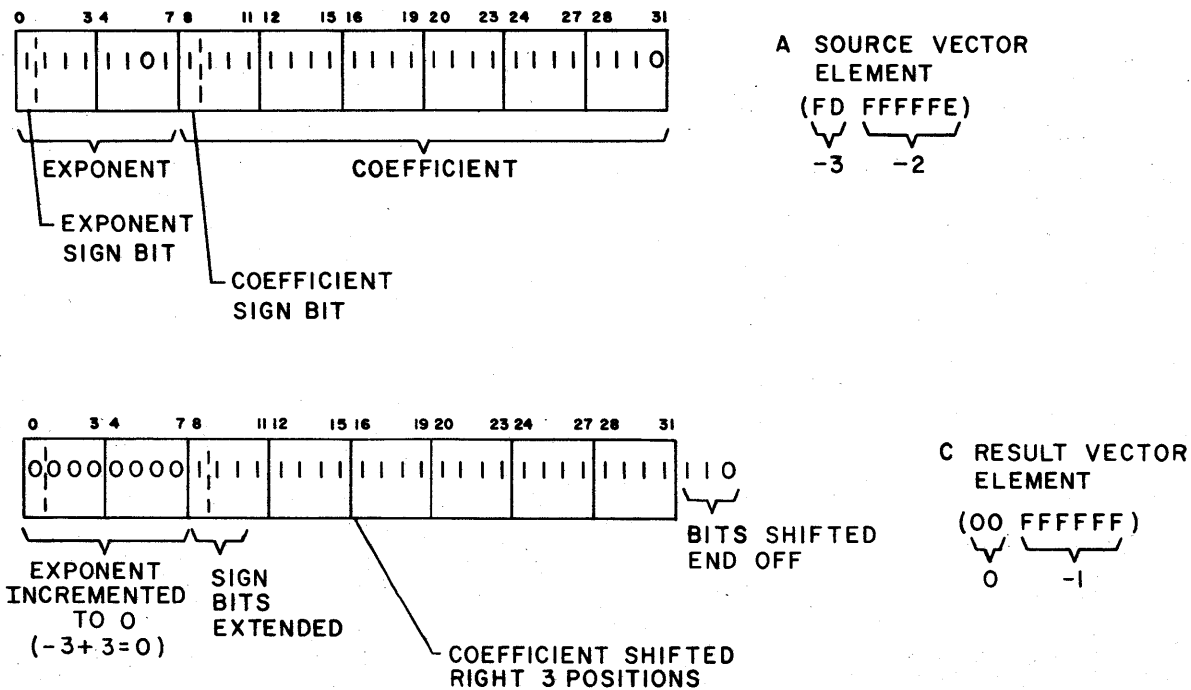 0 3 4 7 8 11 12 15 16 19 20 23 24 27 28 31
1 1 1 1 1 1 0 1 1 1 1 1 1 1 1 1 1 1 1 1 1 1 1 1 1 1 1 1 1 1 1 0
EXPONENT
COEFFICIENT
EXPONENT
SIGN BIT
COEFFICIENT
SIGN BIT
A SOURCE VECTOR
ELEMENT
(FD FFFFFE)
-3 -2
0 3 4 7 8 11 12 15 16 19 20 23 24 27 28 31
0 0 0 0 0 0 0 0 1 1 1 1 1 1 1 1 1 1 1 1 1 1 1 1 1 1 1 1 1 1 1 1 1 1 0
EXPONENT
INCREMENTED
TO 0
(-3+3=0)
SIGN
BITS
EXTENDED
COEFFICIENT SHIFTED
RIGHT 3 POSITIONS
BITS SHIFTED
END OFF
C RESULT VECTOR
ELEMENT
(00 FFFFFF)
0 -1